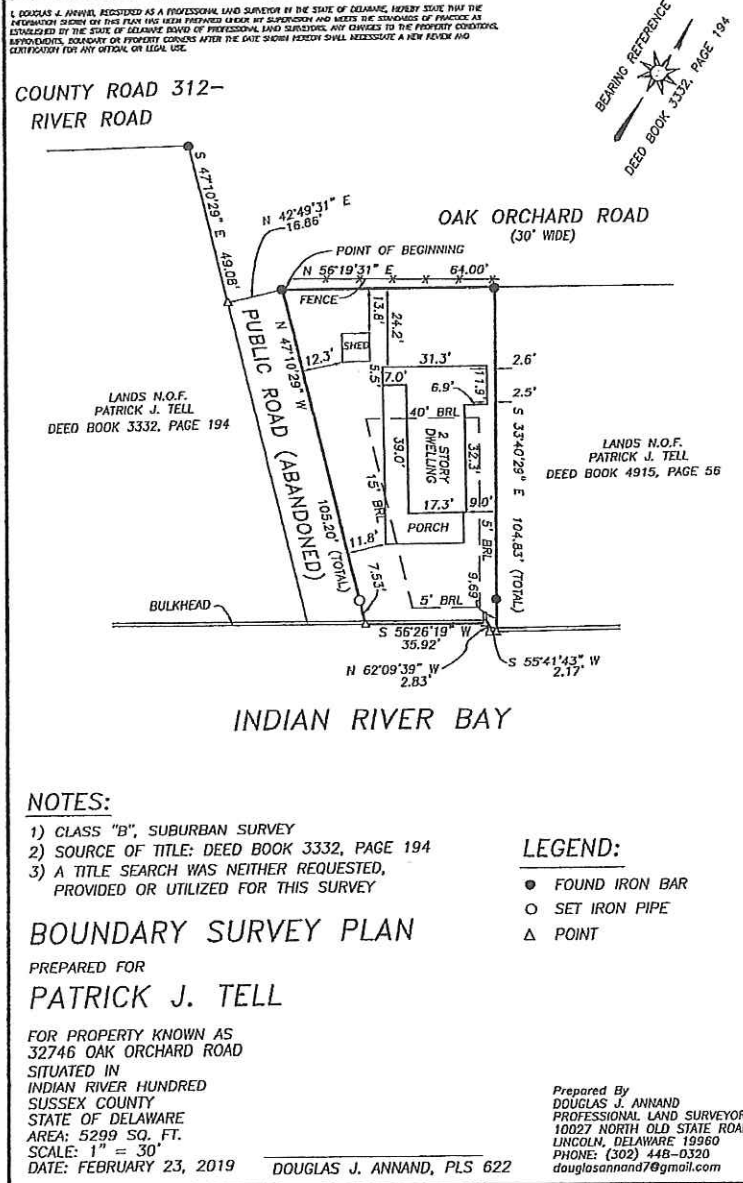 I, DOUGLAS J. ANNAND, REGISTERED AS A PROFESSIONAL LAND SURVEYOR IN THE STATE OF DELAWARE, HEREBY STATE THAT THE
INFORMATION SHOWN ON THIS PLAN HAS BEEN PREPARED UNDER MY SUPERVISION AND MEETS THE STANDARDS OF PRACTICE AS
ESTABLISHED BY THE STATE OF DELAWARE BOARD OF PROFESSIONAL LAND SURVEYORS. ANY CHANGES TO THE PROPERTY CONDITIONS,
IMPROVEMENTS, BOUNDARY OR PROPERTY CORNERS AFTER THE DATE SHOWN HEREON SHALL NECESSITATE A NEW REVIEW AND
CERTIFICATION FOR ANY OFFICIAL OR LEGAL USE.
BEARING REFERENCE
DEED BOOK 3332, PAGE 194
COUNTY ROAD 312-
RIVER ROAD
S 47°10'29" E 49.08'
N 42°49'31" E
16.86'
OAK ORCHARD ROAD
(30' WIDE)
POINT OF BEGINNING
N 56°19'31" E 64.00'
FENCE
13.8'
24.2'
SHED
12.3'
5.5'
7.0'
31.3'
11.9'
6.9'
2.6'
2.5'
PUBLIC ROAD (ABANDONED)
N 47°10'29" W 105.20' (TOTAL)
LANDS N.O.F.
PATRICK J. TELL
DEED BOOK 3332, PAGE 194
40' BRL
39.0'
2 STORY
DWELLING
32.3'
15' BRL
17.3'
9.0'
PORCH
11.8'
5' BRL
S 33°40'29" E 104.83' (TOTAL)
LANDS N.O.F.
PATRICK J. TELL
DEED BOOK 4915, PAGE 56
7.53'
9.69'
5' BRL
BULKHEAD
S 56°26'19" W
35.92'
N 62°09'39" W
2.83'
S 55°41'43" W
2.17'
INDIAN RIVER BAY
NOTES:
1) CLASS "B", SUBURBAN SURVEY
2) SOURCE OF TITLE: DEED BOOK 3332, PAGE 194
3) A TITLE SEARCH WAS NEITHER REQUESTED,
PROVIDED OR UTILIZED FOR THIS SURVEY
LEGEND:
FOUND IRON BAR
SET IRON PIPE
POINT
BOUNDARY SURVEY PLAN
PREPARED FOR
PATRICK J. TELL
FOR PROPERTY KNOWN AS
32746 OAK ORCHARD ROAD
SITUATED IN
INDIAN RIVER HUNDRED
SUSSEX COUNTY
STATE OF DELAWARE
AREA: 5299 SQ. FT.
SCALE: 1" = 30'
DATE: FEBRUARY 23, 2019
DOUGLAS J. ANNAND, PLS 622
Prepared By
DOUGLAS J. ANNAND
PROFESSIONAL LAND SURVEYOR
10027 NORTH OLD STATE ROAD
LINCOLN, DELAWARE 19960
PHONE: (302) 448-0320
douglasannand7@gmail.com